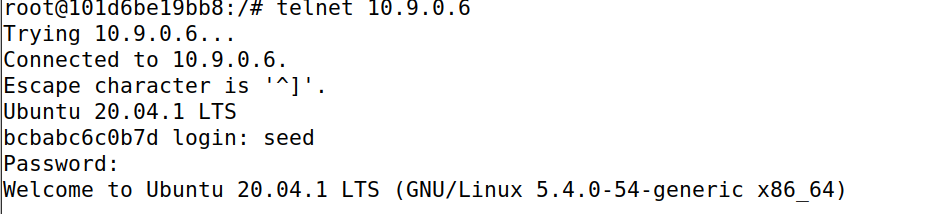 root@101d6be19bb8:/# telnet 10.9.0.6
Trying 10.9.0.6...
Connected to 10.9.0.6.
Escape character is '^]'.
Ubuntu 20.04.1 LTS
bcbabc6c0b7d login: seed
Password:
Welcome to Ubuntu 20.04.1 LTS (GNU/Linux 5.4.0-54-generic x86_64)